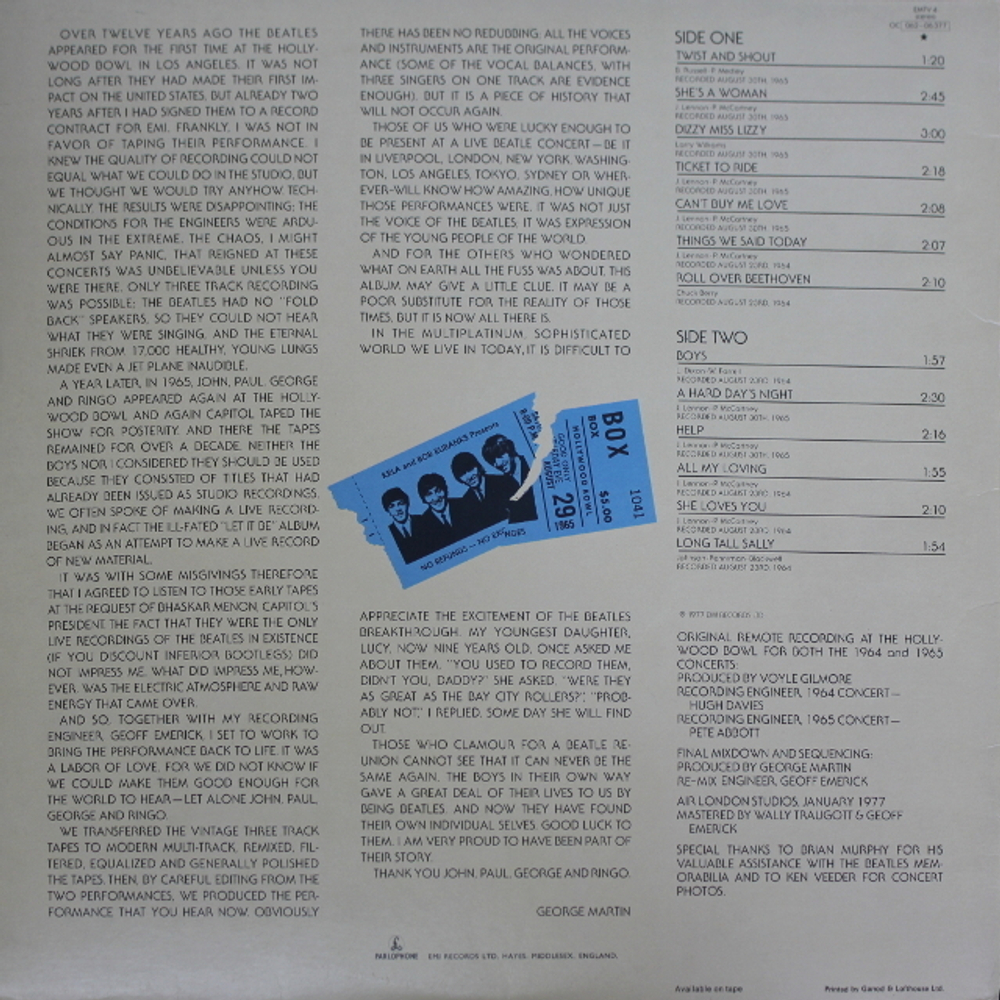 OVER TWELVE YEARS AGO THE BEATLES
APPEARED FOR THE FIRST TIME AT THE HOLLY-
WOOD BOWL IN LOS ANGELES. IT WAS NOT
LONG AFTER THEY HAD MADE THEIR FIRST IM-
PACT ON THE UNITED STATES, BUT ALREADY TWO
YEARS AFTER I HAD SIGNED THEM TO A RECORD
CONTRACT FOR EMI. FRANKLY, I WAS NOT IN
FAVOR OF TAPING THEIR PERFORMANCE. I
KNEW THE QUALITY OF RECORDING COULD NOT
EQUAL WHAT WE COULD DO IN THE STUDIO, BUT
WE THOUGHT WE WOULD TRY ANYHOW. TECH-
NICALLY, THE RESULTS WERE DISAPPOINTING; THE
CONDITIONS FOR THE ENGINEERS WERE ARDU-
OUS IN THE EXTREME. THE CHAOS, I MIGHT
ALMOST SAY PANIC, THAT REIGNED AT THESE
CONCERTS WAS UNBELIEVABLE UNLESS YOU
WERE THERE. ONLY THREE TRACK RECORDING
WAS POSSIBLE; THE BEATLES HAD NO "FOLD
BACK" SPEAKERS, SO THEY COULD NOT HEAR
WHAT THEY WERE SINGING, AND THE ETERNAL
SHRIEK FROM 17,000 HEALTHY, YOUNG LUNGS
MADE EVEN A JET PLANE INAUDIBLE.
A YEAR LATER, IN 1965, JOHN, PAUL, GEORGE
AND RINGO APPEARED AGAIN AT THE HOLLY-
WOOD BOWL AND AGAIN CAPITOL TAPED THE
SHOW FOR POSTERITY. AND THERE THE TAPES
REMAINED FOR OVER A DECADE. NEITHER THE
BOYS NOR I CONSIDERED THEY SHOULD BE USED
BECAUSE THEY CONSISTED OF TITLES THAT HAD
ALREADY BEEN ISSUED AS STUDIO RECORDINGS.
WE OFTEN SPOKE OF MAKING A LIVE RECORD-
ING, AND IN FACT THE ILL-FATED "LET IT BE" ALBUM
BEGAN AS AN ATTEMPT TO MAKE A LIVE RECORD
OF NEW MATERIAL.
IT WAS WITH SOME MISGIVINGS THEREFORE
THAT I AGREED TO LISTEN TO THOSE EARLY TAPES
AT THE REQUEST OF BHASKAR MENON, CAPITOL'S
PRESIDENT. THE FACT THAT THEY WERE THE ONLY
LIVE RECORDINGS OF THE BEATLES IN EXISTENCE
(IF YOU DISCOUNT INFERIOR BOOTLEGS) DID
NOT IMPRESS ME. WHAT DID IMPRESS ME, HOW-
EVER, WAS THE ELECTRIC ATMOSPHERE AND RAW
ENERGY THAT CAME OVER.
AND SO, TOGETHER WITH MY RECORDING
ENGINEER, GEOFF EMERICK, I SET TO WORK TO
BRING THE PERFORMANCE BACK TO LIFE. IT WAS
A LABOR OF LOVE, FOR WE DID NOT KNOW IF
WE COULD MAKE THEM GOOD ENOUGH FOR
THE WORLD TO HEAR—LET ALONE JOHN, PAUL,
GEORGE AND RINGO.
WE TRANSFERRED THE VINTAGE THREE TRACK
TAPES TO MODERN MULTI-TRACK, REMIXED, FIL-
TERED, EQUALIZED AND GENERALLY POLISHED
THE TAPES. THEN, BY CAREFUL EDITING FROM THE
TWO PERFORMANCES, WE PRODUCED THE PER-
FORMANCE THAT YOU HEAR NOW. OBVIOUSLY
THERE HAS BEEN NO REDUBBING; ALL THE VOICES
AND INSTRUMENTS ARE THE ORIGINAL PERFORM-
ANCE (SOME OF THE VOCAL BALANCES, WITH
THREE SINGERS ON ONE TRACK ARE EVIDENCE
ENOUGH). BUT IT IS A PIECE OF HISTORY THAT
WILL NOT OCCUR AGAIN.
THOSE OF US WHO WERE LUCKY ENOUGH TO
BE PRESENT AT A LIVE BEATLE CONCERT—BE IT
IN LIVERPOOL, LONDON, NEW YORK, WASHING-
TON, LOS ANGELES, TOKYO, SYDNEY OR WHER-
EVER–WILL KNOW HOW AMAZING, HOW UNIQUE
THOSE PERFORMANCES WERE. IT WAS NOT JUST
THE VOICE OF THE BEATLES, IT WAS EXPRESSION
OF THE YOUNG PEOPLE OF THE WORLD.
AND FOR THE OTHERS WHO WONDERED
WHAT ON EARTH ALL THE FUSS WAS ABOUT, THIS
ALBUM MAY GIVE A LITTLE CLUE. IT MAY BE A
POOR SUBSTITUTE FOR THE REALITY OF THOSE
TIMES, BUT IT IS NOW ALL THERE IS.
IN THE MULTIPLATINUM, SOPHISTICATED
WORLD WE LIVE IN TODAY, IT IS DIFFICULT TO
KRLA and BOB EUBANKS Presents
NO REFUNDS — NO EXCHANGES
8:00 P.M.
GOOD ONLY
AUGUST
29
1965
HOLLYWOOD BOWL
BOX
$5.00
BOX
1041
APPRECIATE THE EXCITEMENT OF THE BEATLES
BREAKTHROUGH. MY YOUNGEST DAUGHTER,
LUCY, NOW NINE YEARS OLD, ONCE ASKED ME
ABOUT THEM. "YOU USED TO RECORD THEM,
DIDN'T YOU, DADDY?" SHE ASKED, "WERE THEY
AS GREAT AS THE BAY CITY ROLLERS?"; "PROB-
ABLY NOT," I REPLIED. SOME DAY SHE WILL FIND
OUT.
THOSE WHO CLAMOUR FOR A BEATLE RE-
UNION CANNOT SEE THAT IT CAN NEVER BE THE
SAME AGAIN. THE BOYS IN THEIR OWN WAY
GAVE A GREAT DEAL OF THEIR LIVES TO US BY
BEING BEATLES. AND NOW THEY HAVE FOUND
THEIR OWN INDIVIDUAL SELVES. GOOD LUCK TO
THEM. I AM VERY PROUD TO HAVE BEEN PART OF
THEIR STORY.
THANK YOU JOHN, PAUL, GEORGE AND RINGO.
GEORGE MARTIN
PARLOPHONE EMI RECORDS LTD. HAYES. MIDDLESEX. ENGLAND.
EMTV 4
stereo
OC 062-06377
SIDE ONE
TWIST AND SHOUT 1:20
B. Russell-P. Medley
RECORDED AUGUST 30TH, 1965
SHE'S A WOMAN 2:45
J. Lennon-P. McCartney
RECORDED AUGUST 30TH, 1965
DIZZY MISS LIZZY 3:00
Larry Williams
RECORDED AUGUST 30TH, 1965
TICKET TO RIDE 2:18
J. Lennon-P. McCartney
RECORDED AUGUST 30TH, 1965
CAN'T BUY ME LOVE 2:08
J. Lennon-P. McCartney
RECORDED AUGUST 30TH, 1965
THINGS WE SAID TODAY 2:07
J. Lennon-P. McCartney
RECORDED AUGUST 23RD, 1964
ROLL OVER BEETHOVEN 2:10
Chuck Berry
RECORDED AUGUST 23RD, 1964
SIDE TWO
BOYS 1:57
L. Dixon-W. Farrell
RECORDED AUGUST 23RD, 1964
A HARD DAY'S NIGHT 2:30
J. Lennon-P. McCartney
RECORDED AUGUST 30TH, 1965
HELP 2:16
J. Lennon-P. McCartney
RECORDED AUGUST 30TH, 1965
ALL MY LOVING 1:55
J. Lennon-P. McCartney
RECORDED AUGUST 23RD, 1964
SHE LOVES YOU 2:10
J. Lennon-P. McCartney
RECORDED AUGUST 23RD, 1964
LONG TALL SALLY 1:54
Johnson-Penniman-Blackwell
RECORDED AUGUST 23RD, 1964
℗ 1977 EMI RECORDS LTD
ORIGINAL REMOTE RECORDING AT THE HOLLY-
WOOD BOWL FOR BOTH THE 1964 and 1965
CONCERTS:
PRODUCED BY VOYLE GILMORE
RECORDING ENGINEER, 1964 CONCERT—
HUGH DAVIES
RECORDING ENGINEER, 1965 CONCERT—
PETE ABBOTT
FINAL MIXDOWN AND SEQUENCING:
PRODUCED BY GEORGE MARTIN
RE-MIX ENGINEER, GEOFF EMERICK
AIR LONDON STUDIOS, JANUARY 1977
MASTERED BY WALLY TRAUGOTT & GEOFF
EMERICK
SPECIAL THANKS TO BRIAN MURPHY FOR HIS
VALUABLE ASSISTANCE WITH THE BEATLES MEM-
ORABILIA AND TO KEN VEEDER FOR CONCERT
PHOTOS.
Available on tape
Printed by Garrod & Lofthouse Ltd.